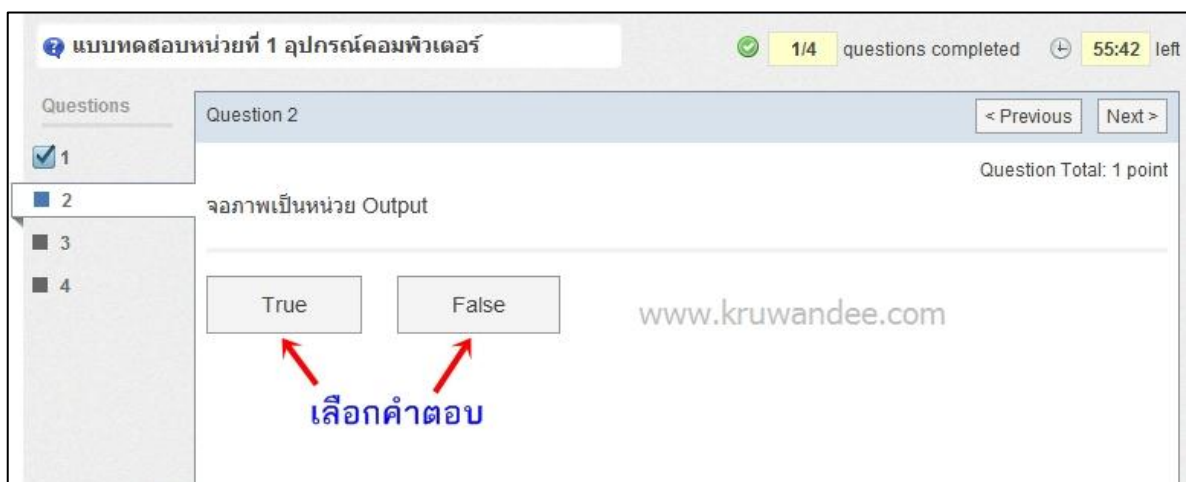 แบบทดสอบหน่วยที่ 1 อุปกรณ์คอมพิวเตอร์
1/4 questions completed 55:42 left
Questions
Question 2
< Previous Next >
1
Question Total: 1 point
2
จอภาพเป็นหน่วย Output
3
4
True False
www.kruwandee.com
เลือกคำตอบ